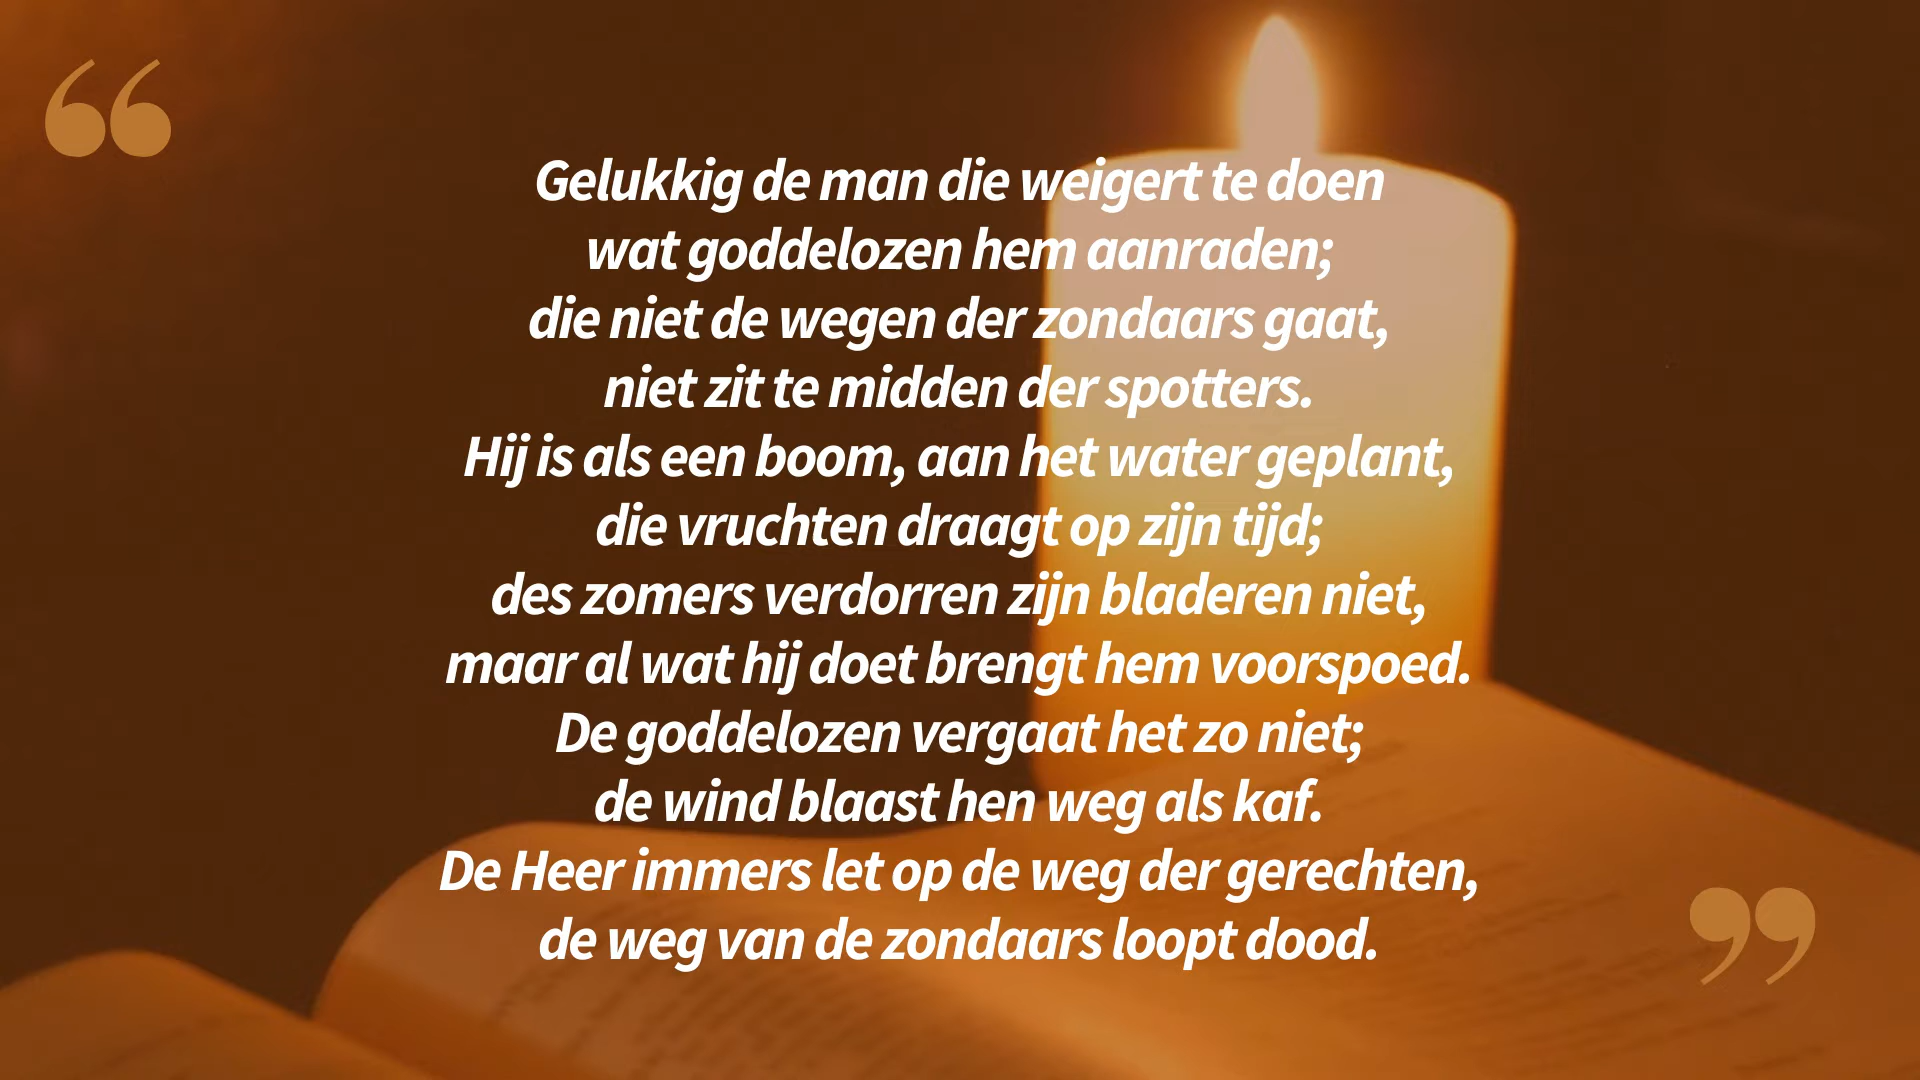 “
Gelukkig de man die weigert te doen
wat goddelozen hem aanraden;
die niet de wegen der zondaars gaat,
niet zit te midden der spotters.
Hij is als een boom, aan het water geplant,
die vruchten draagt op zijn tijd;
des zomers verdorren zijn bladeren niet,
maar al wat hij doet brengt hem voorspoed.
De goddelozen vergaat het zo niet;
de wind blaast hen weg als kaf.
De Heer immers let op de weg der gerechten,
de weg van de zondaars loopt dood.
”